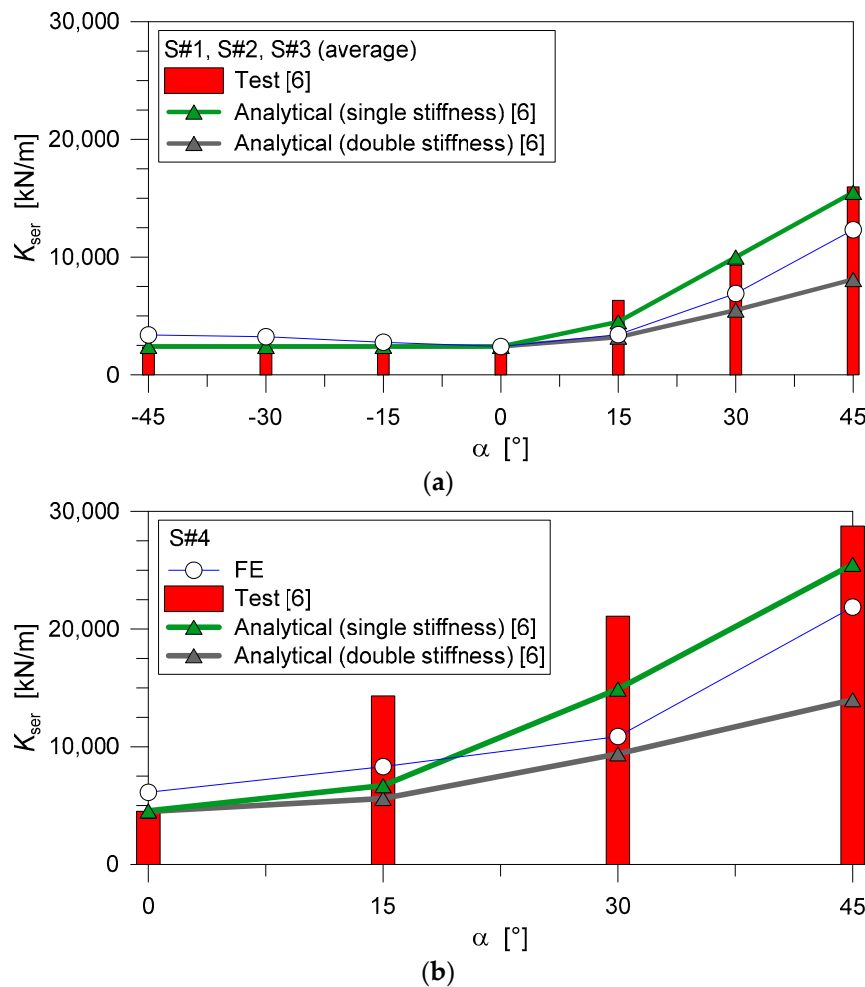 30,000
20,000
10,000
0
Kser [kN/m]
S#1, S#2, S#3 (average)
Test [6]
Analytical (single stiffness) [6]
Analytical (double stiffness) [6]
-45 -30 -15 0 15 30 45
α [°]
(a)
30,000
20,000
10,000
0
Kser [kN/m]
S#4
FE
Test [6]
Analytical (single stiffness) [6]
Analytical (double stiffness) [6]
0 15 30 45
α [°]
(b)